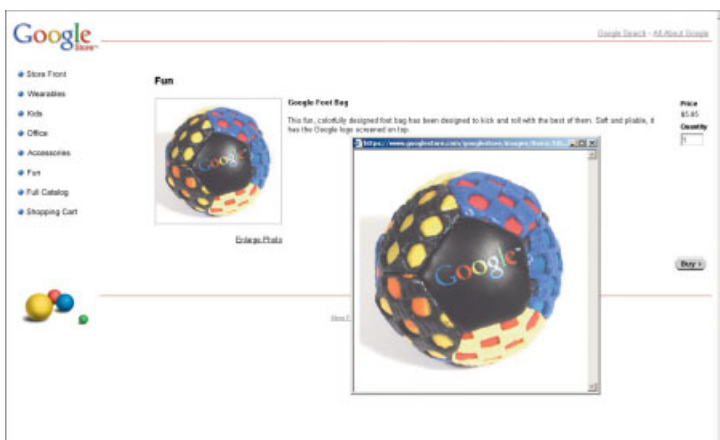 Google
Store
Google Search - All About Google
Store Front
Wearables
Kids
Office
Accessories
Fun
Full Catalog
Shopping Cart
Fun
Google Foot Bag
This fun, colorfully designed foot bag has been designed to kick and roll with the best of them. Soft and pliable, it
has the Google logo screened on top.
Price
$5.85
Quantity
1
Google
Enlarge Photo
Google
Buy